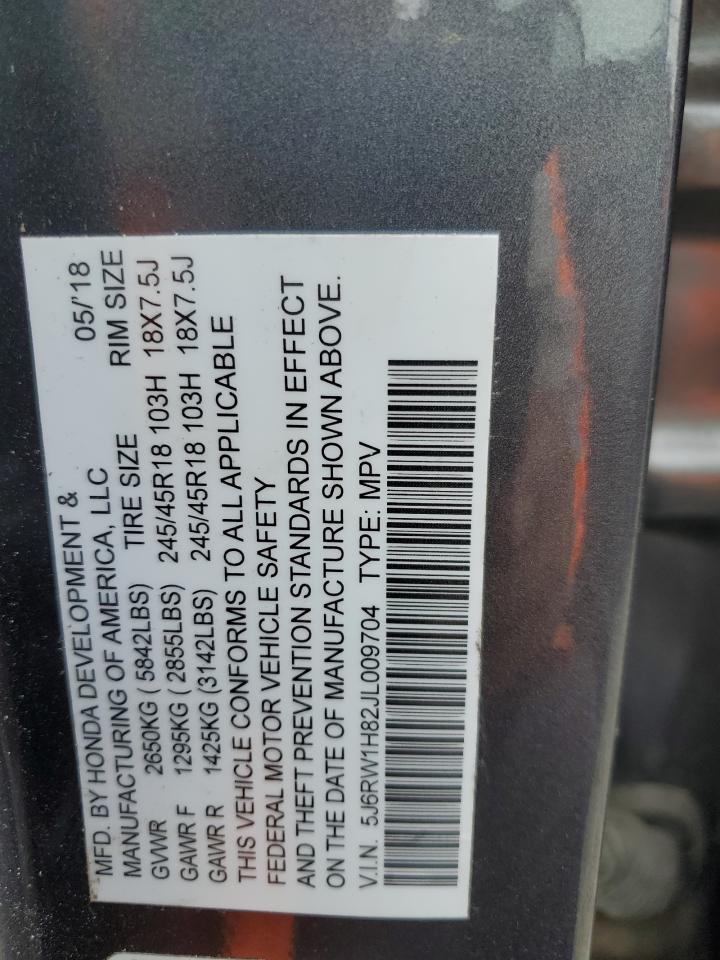 MFD. BY HONDA DEVELOPMENT &
MANUFACTURING OF AMERICA, LLC 05/'18
GVWR 2650KG ( 5842LBS) TIRE SIZE RIM SIZE
GAWR F 1295KG ( 2855LBS) 245/45R18 103H 18X7.5J
GAWR R 1425KG (3142LBS) 245/45R18 103H 18X7.5J
THIS VEHICLE CONFORMS TO ALL APPLICABLE
FEDERAL MOTOR VEHICLE SAFETY
AND THEFT PREVENTION STANDARDS IN EFFECT
ON THE DATE OF MANUFACTURE SHOWN ABOVE.
V.I.N. 5J6RW1H82JL009704 TYPE: MPV